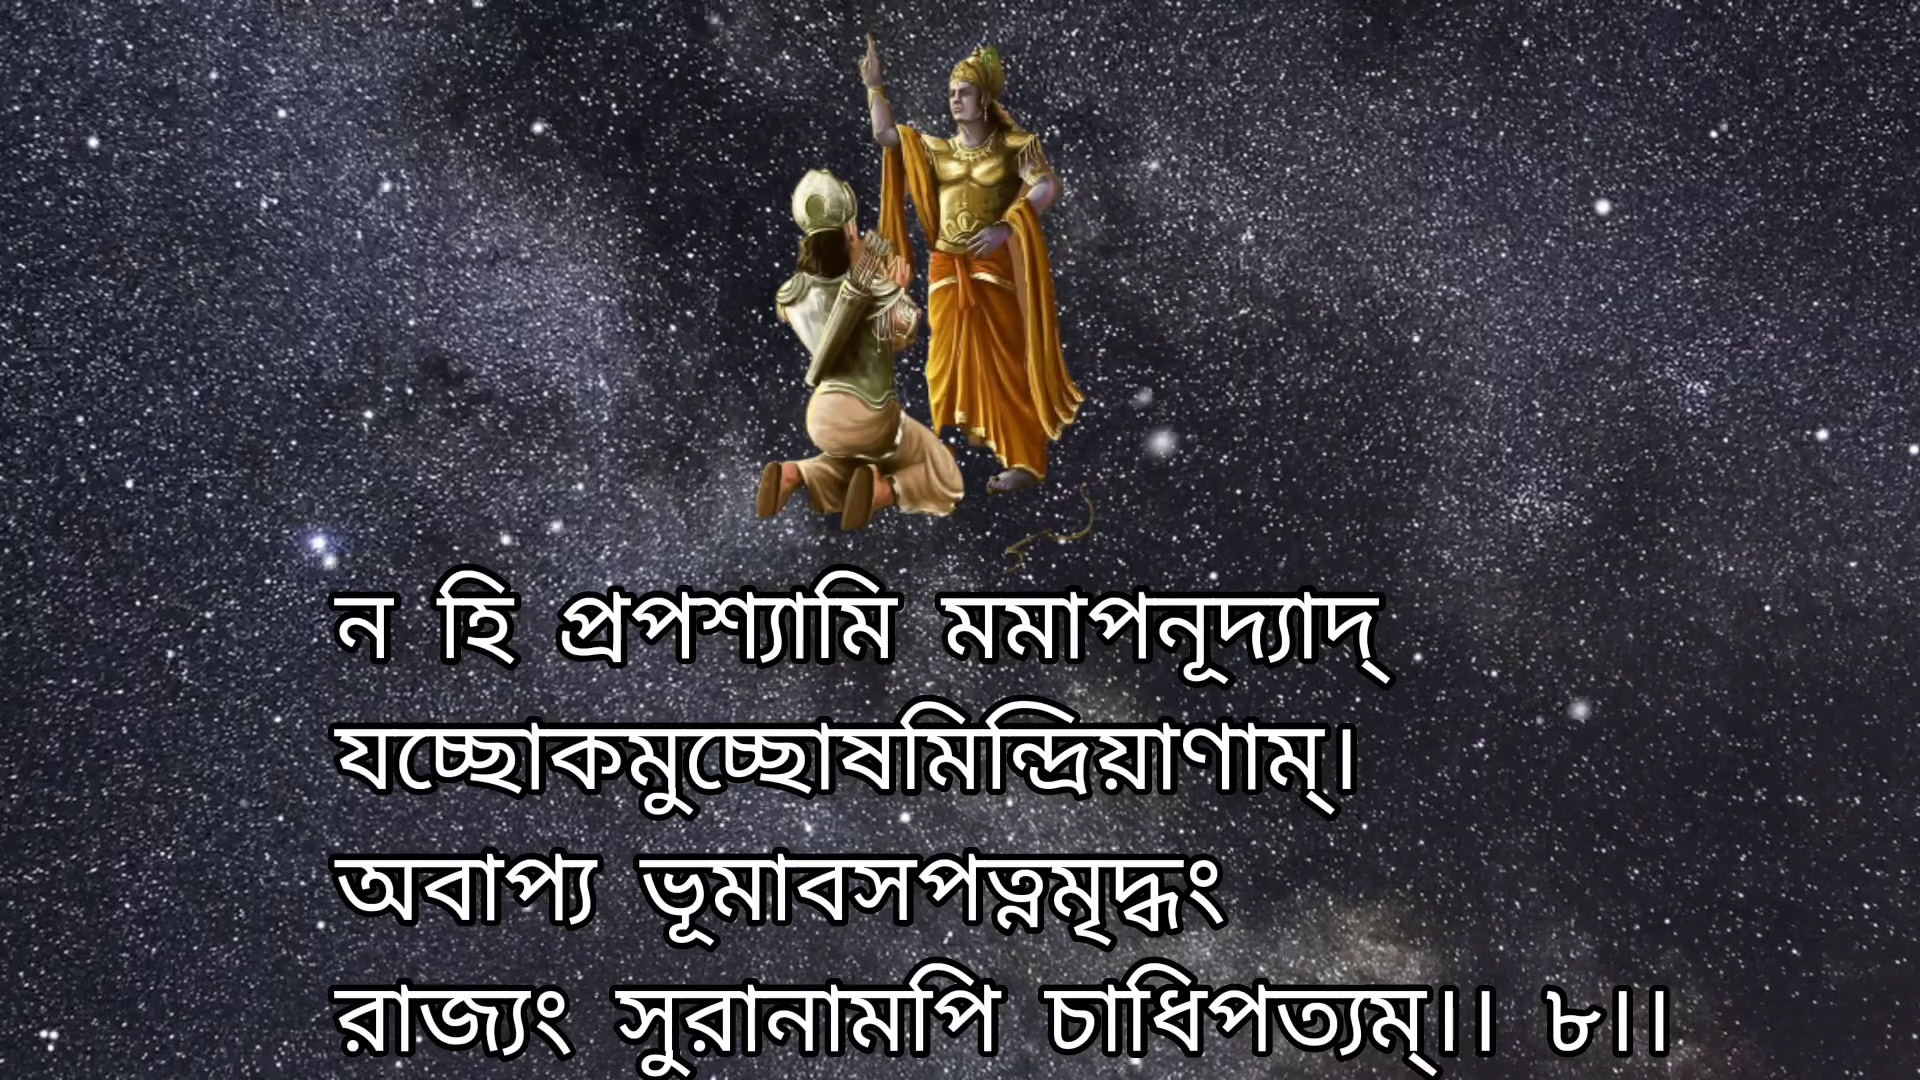 ন হি প্রপশ্যামি মমাপনূদ্যাদ্
যচ্ছোকমুচ্ছোষমিন্দ্রিয়াণাম্।
অবাপ্য ভূমাবসপত্নমৃদ্ধং
রাজ্যং সুরানামপি চাধিপত্যম্।। ৮।।